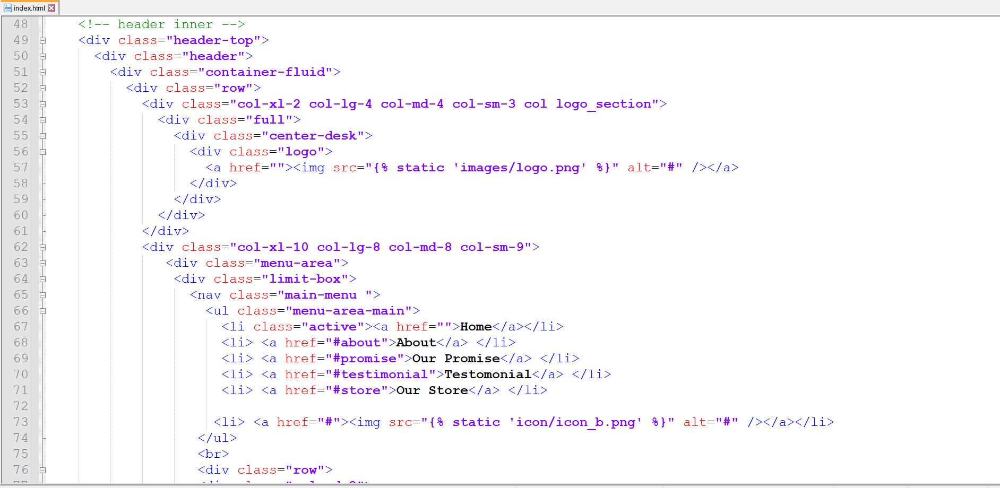 index.html
48 <!-- header inner -->
49 <div class="header-top">
50 <div class="header">
51 <div class="container-fluid">
52 <div class="row">
53 <div class="col-xl-2 col-lg-4 col-md-4 col-sm-3 col logo_section">
54 <div class="full">
55 <div class="center-desk">
56 <div class="logo">
57 <a href=""><img src="{% static 'images/logo.png' %}" alt="#" /></a>
58 </div>
59 </div>
60 </div>
61 </div>
62 <div class="col-xl-10 col-lg-8 col-md-8 col-sm-9">
63 <div class="menu-area">
64 <div class="limit-box">
65 <nav class="main-menu ">
66 <ul class="menu-area-main">
67 <li class="active"><a href="">Home</a></li>
68 <li> <a href="#about">About</a> </li>
69 <li> <a href="#promise">Our Promise</a> </li>
70 <li> <a href="#testimonial">Testomonial</a> </li>
71 <li> <a href="#store">Our Store</a> </li>
72
73 <li> <a href="#"><img src="{% static 'icon/icon_b.png' %}" alt="#" /></a></li>
74 </ul>
75 <br>
76 <div class="row">